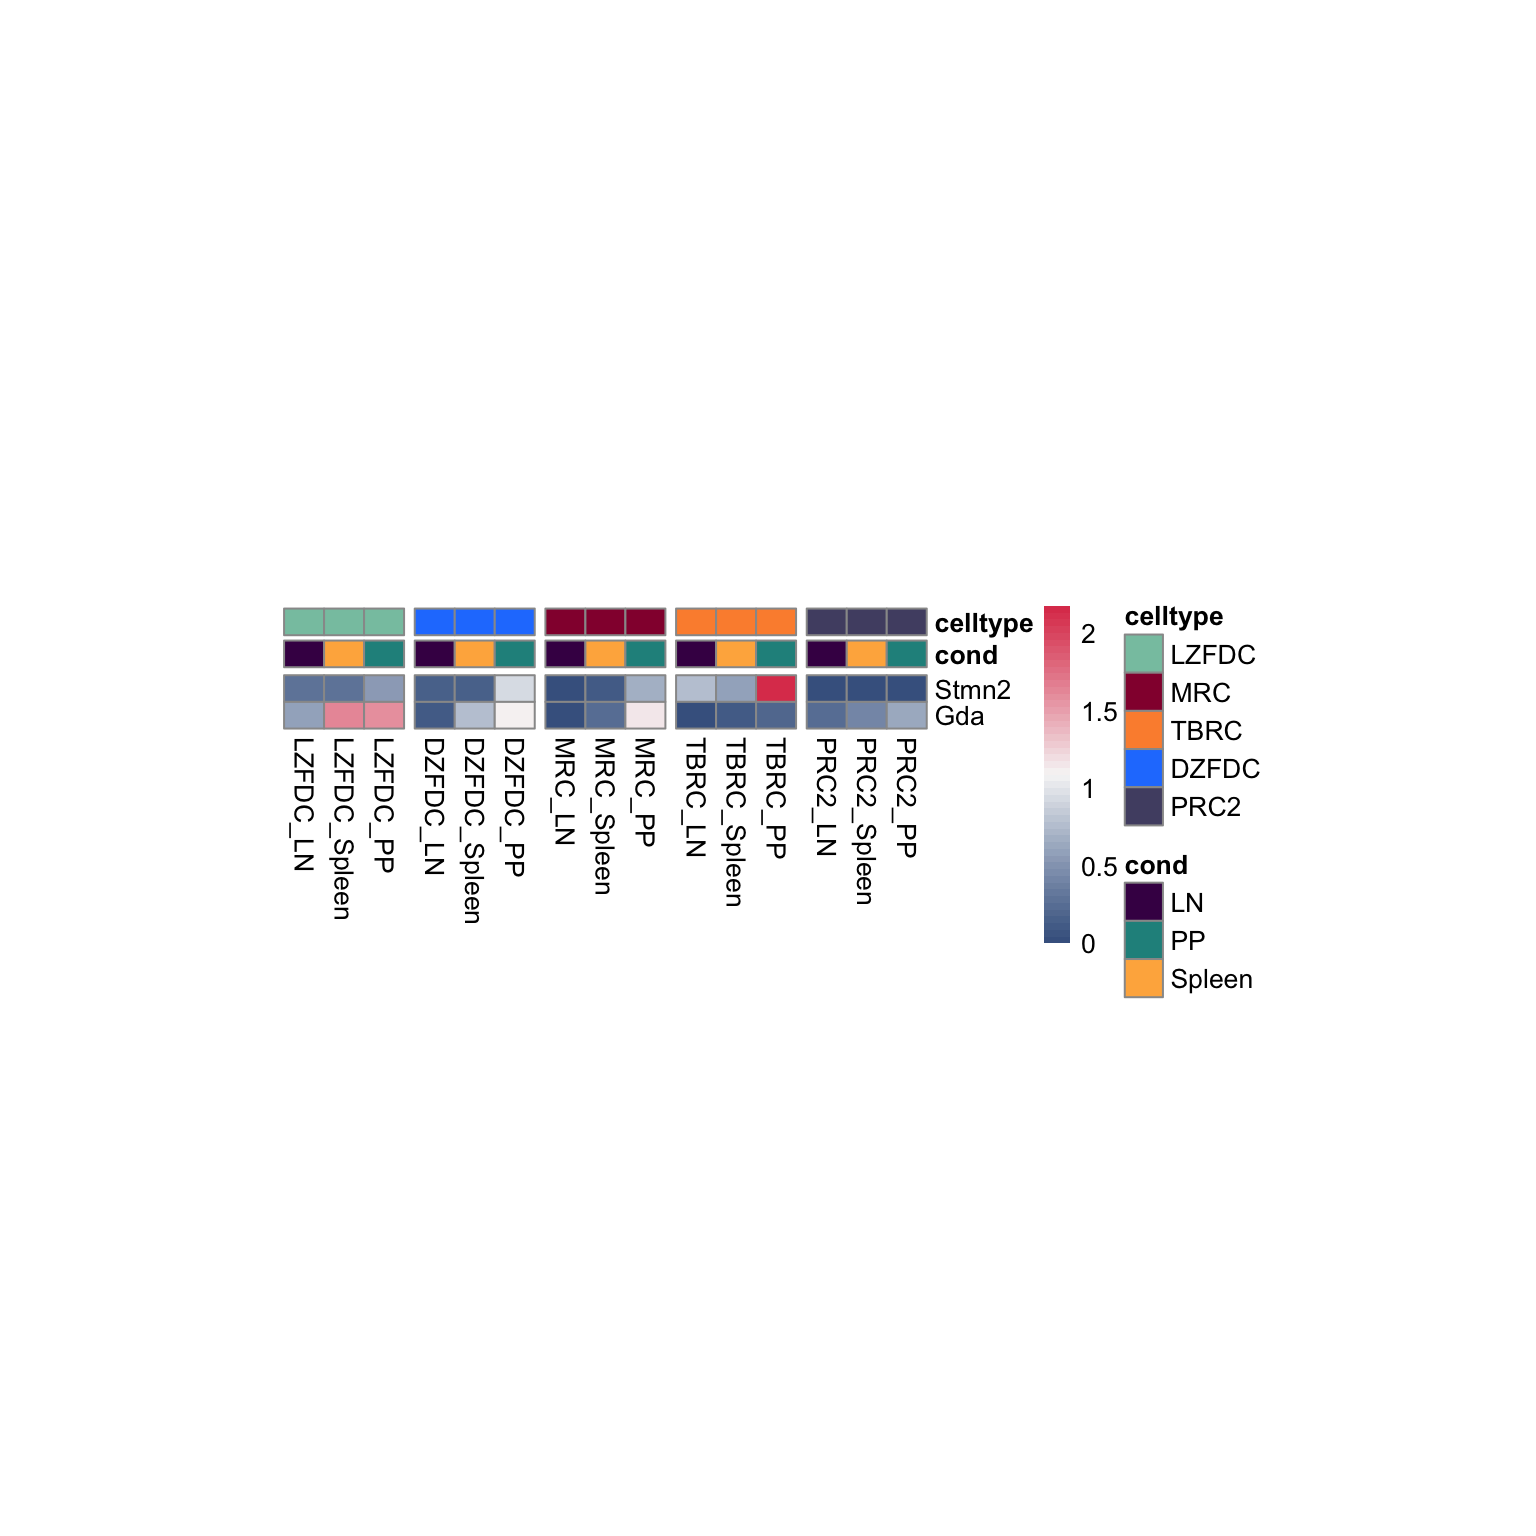 celltype
cond
Stmn2
Gda
LZFDC_LN
LZFDC_Spleen
LZFDC_PP
DZFDC_LN
DZFDC_Spleen
DZFDC_PP
MRC_LN
MRC_Spleen
MRC_PP
TBRC_LN
TBRC_Spleen
TBRC_PP
PRC2_LN
PRC2_Spleen
PRC2_PP
2
1.5
1
0.5
0
celltype
LZFDC
MRC
TBRC
DZFDC
PRC2
cond
LN
PP
Spleen